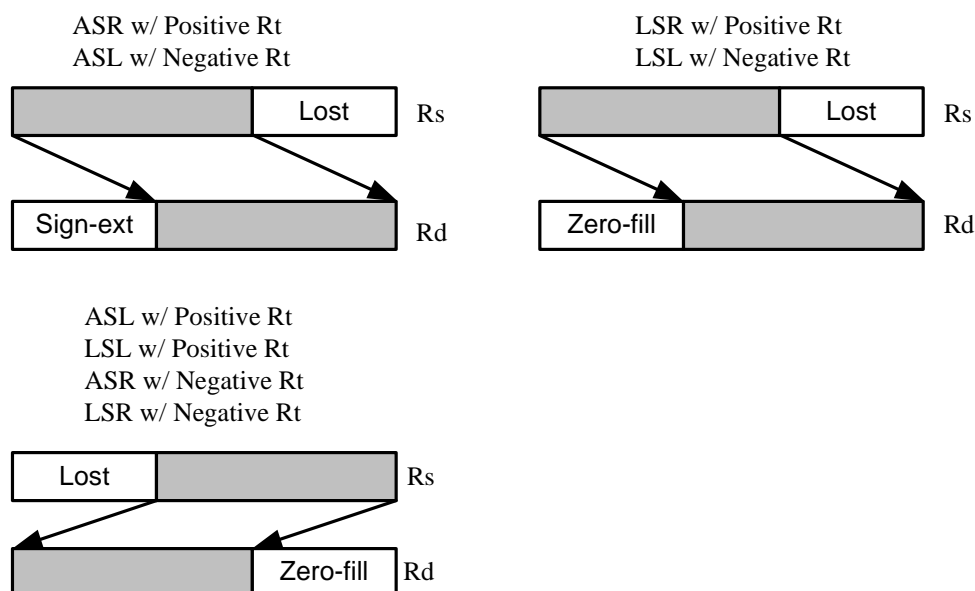 ASR w/ Positive Rt
ASL w/ Negative Rt
Lost
Rs
Sign-ext
Rd
LSR w/ Positive Rt
LSL w/ Negative Rt
Lost
Rs
Zero-fill
Rd
ASL w/ Positive Rt
LSL w/ Positive Rt
ASR w/ Negative Rt
LSR w/ Negative Rt
Lost
Rs
Zero-fill
Rd